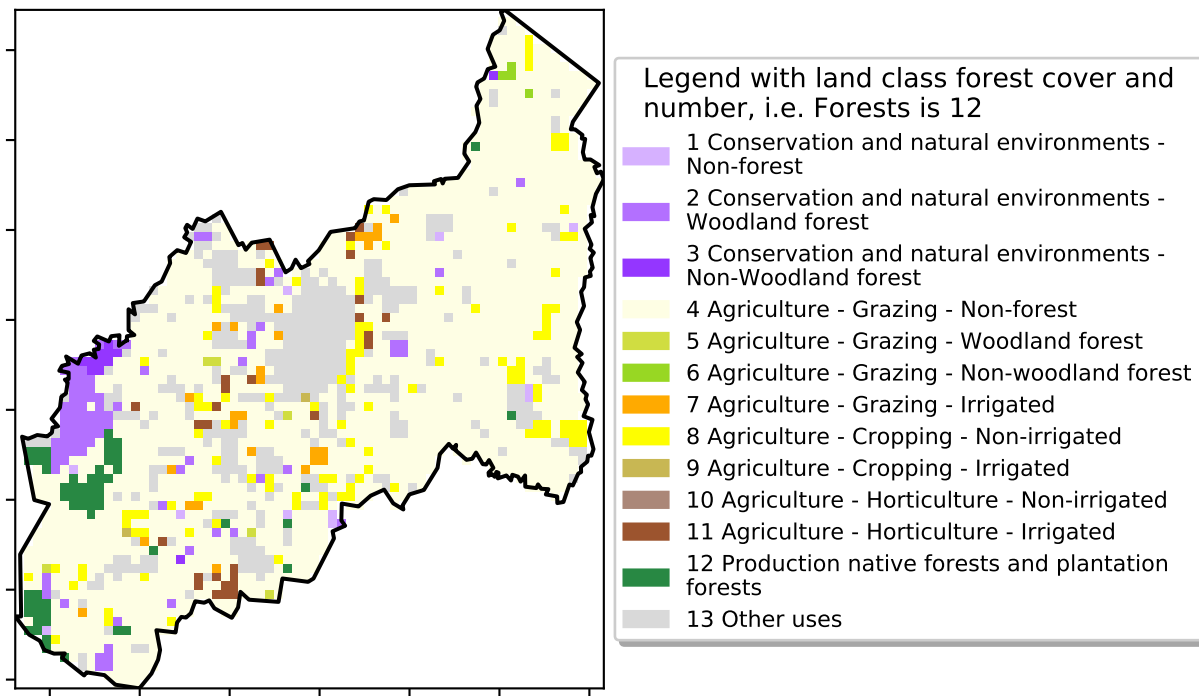 Legend with land class forest cover and
number, i.e. Forests is 12
1 Conservation and natural environments -
Non-forest
2 Conservation and natural environments -
Woodland forest
3 Conservation and natural environments -
Non-Woodland forest
4 Agriculture - Grazing - Non-forest
5 Agriculture - Grazing - Woodland forest
6 Agriculture - Grazing - Non-woodland forest
7 Agriculture - Grazing - Irrigated
8 Agriculture - Cropping - Non-irrigated
9 Agriculture - Cropping - Irrigated
10 Agriculture - Horticulture - Non-irrigated
11 Agriculture - Horticulture - Irrigated
12 Production native forests and plantation
forests
13 Other uses